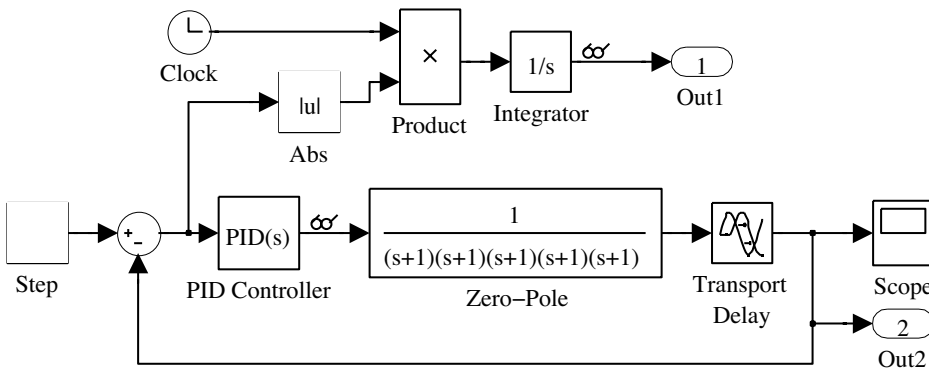 Clock
×
Product
1/s
Integrator
1
Out1
|u|
Abs
Step
+
−
PID(s)
PID Controller
1
(s+1)(s+1)(s+1)(s+1)(s+1)
Zero−Pole
Transport
Delay
Scope
2
Out2